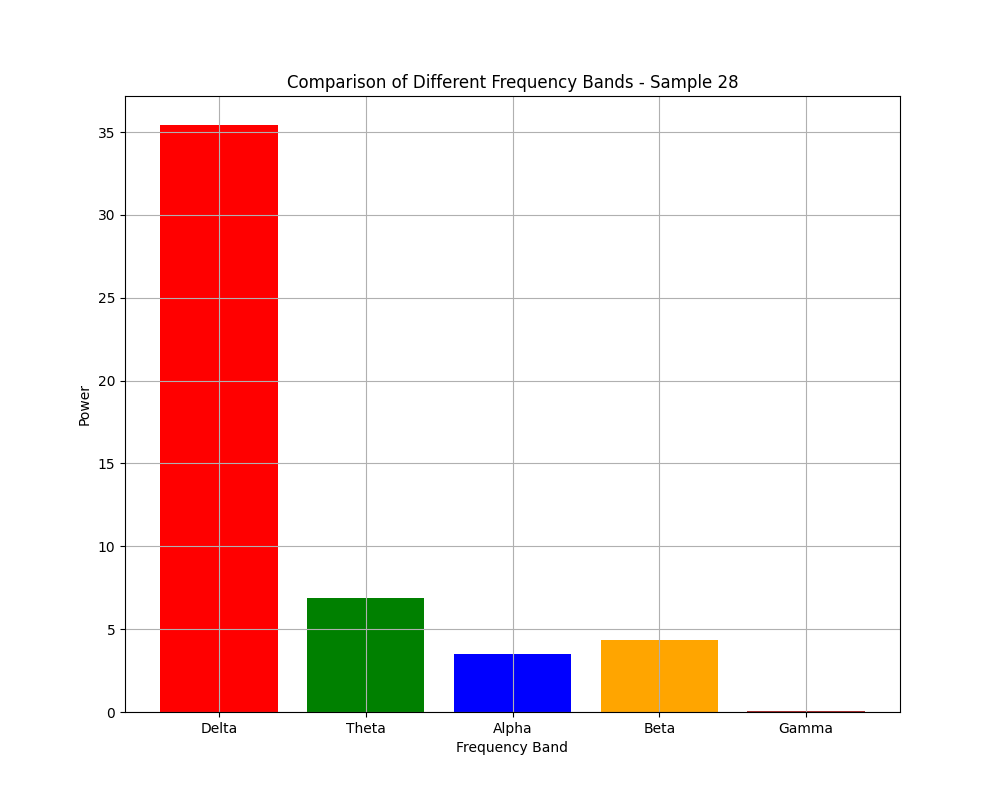 Comparison of Different Frequency Bands - Sample 28
Power
35
30
25
20
15
10
5
0
Delta Theta Alpha Beta Gamma
Frequency Band